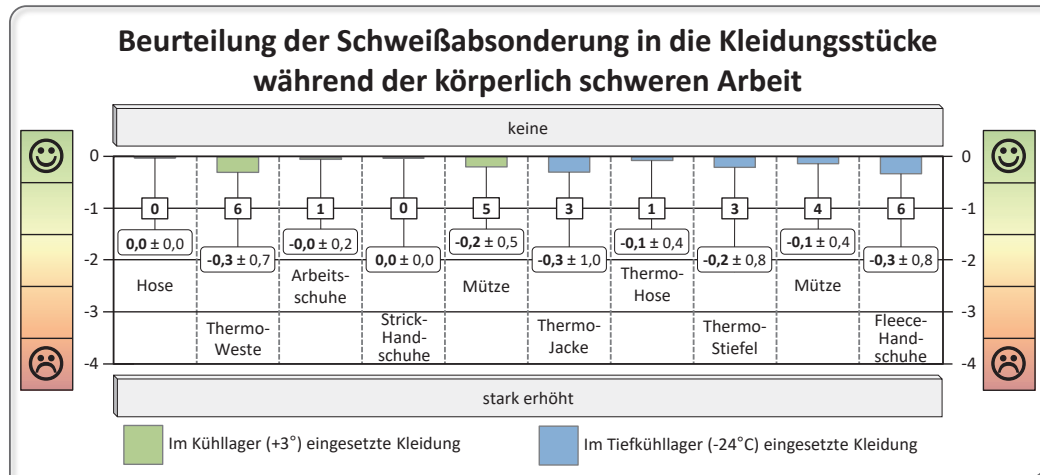 Beurteilung der Schweißabsonderung in die Kleidungsstücke
während der körperlich schweren Arbeit
keine
0 0
-1 0 6 1 0 5 3 1 3 4 6 -1
0,0 ± 0,0 -0,0 ± 0,2 -0,2 ± 0,5 -0,1 ± 0,4 -0,1 ± 0,4
-2 -0,3 ± 0,7 0,0 ± 0,0 -0,3 ± 1,0 -0,2 ± 0,8 -0,3 ± 0,8 -2
Hose Arbeits- Mütze Thermo- Mütze
schuhe Hose
-3 -3
Thermo- Strick- Thermo- Thermo- Fleece-
Weste Hand- Jacke Stiefel Hand-
schuhe schuhe
-4 -4
stark erhöht
Im Kühllager (+3°) eingesetzte Kleidung Im Tiefkühllager (-24°C) eingesetzte Kleidung